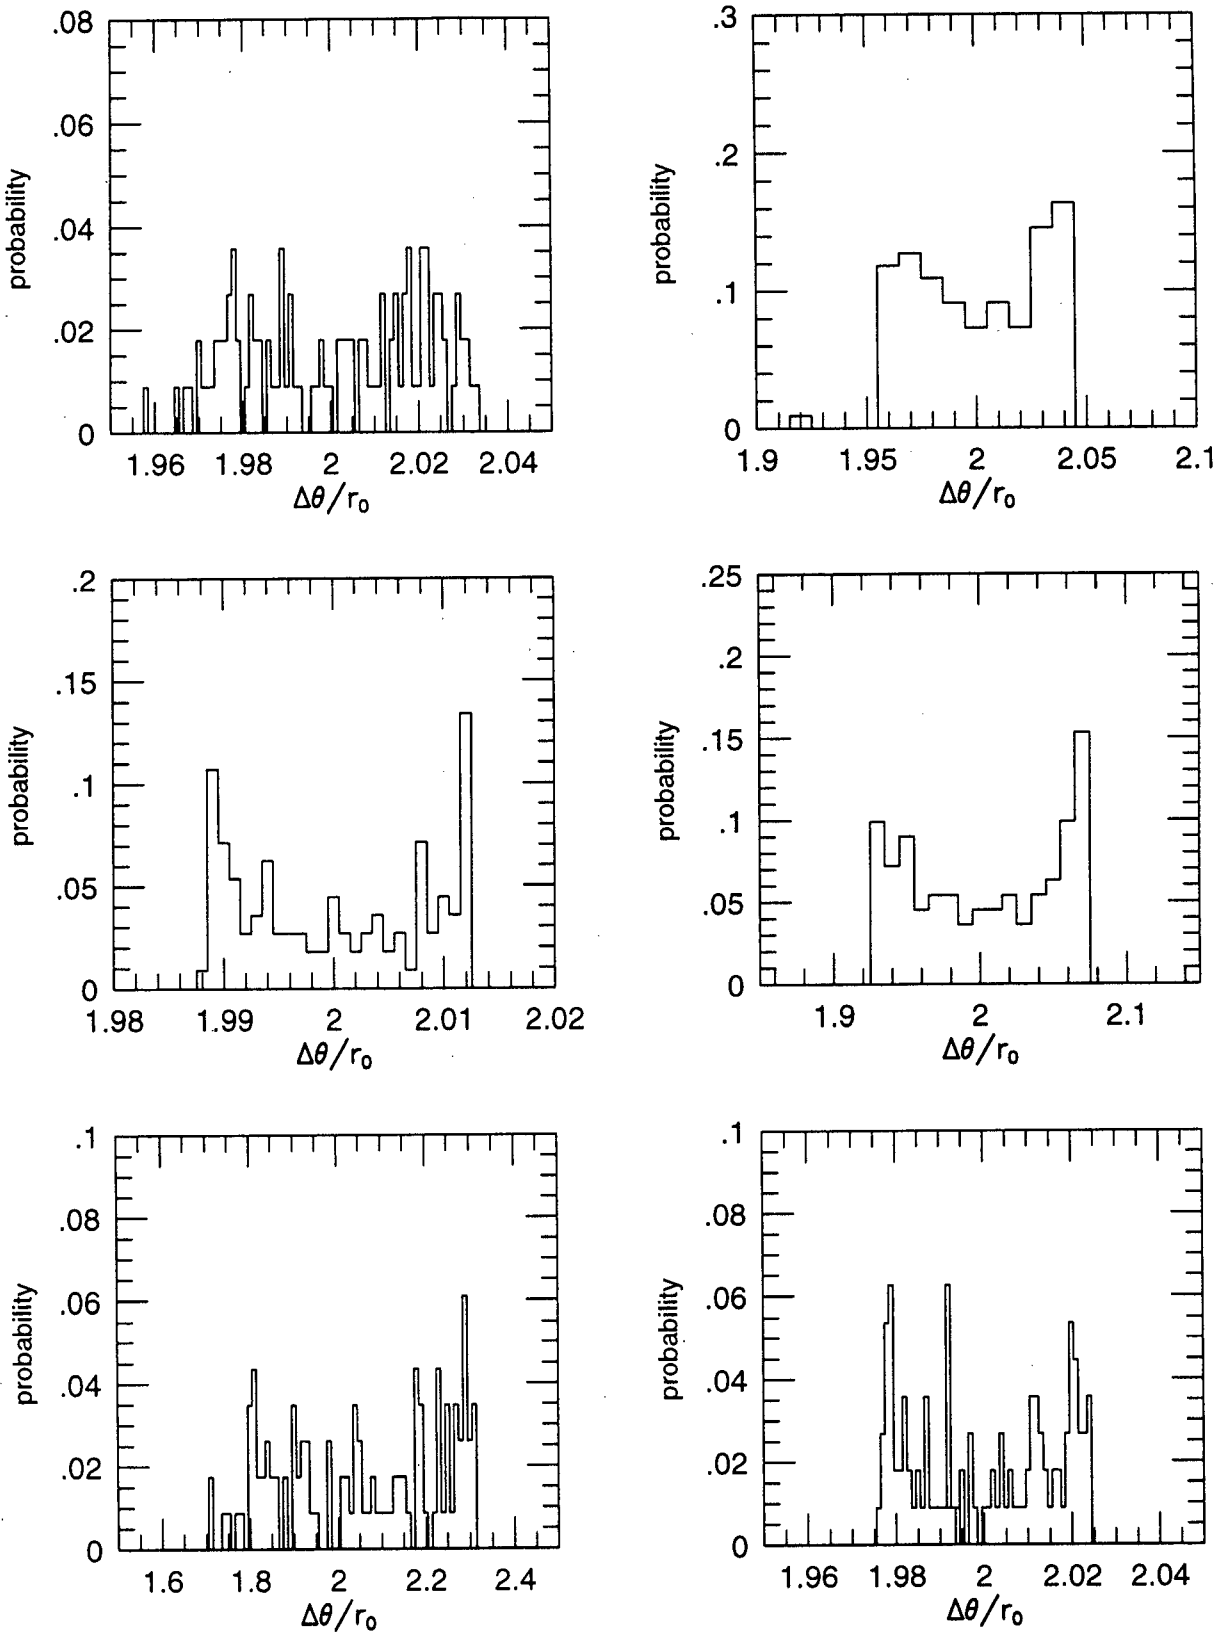 .08
.06
.04
.02
0
probability
1.96 1.98 2 2.02 2.04
Δθ/r₀
.3
.2
.1
0
probability
1.9 1.95 2 2.05 2.1
Δθ/r₀
.2
.15
.1
.05
0
probability
1.98 1.99 2 2.01 2.02
Δθ/r₀
.25
.2
.15
.1
.05
0
probability
1.9 2 2.1
Δθ/r₀
.1
.08
.06
.04
.02
0
probability
1.6 1.8 2 2.2 2.4
Δθ/r₀
.1
.08
.06
.04
.02
0
probability
1.96 1.98 2 2.02 2.04
Δθ/r₀